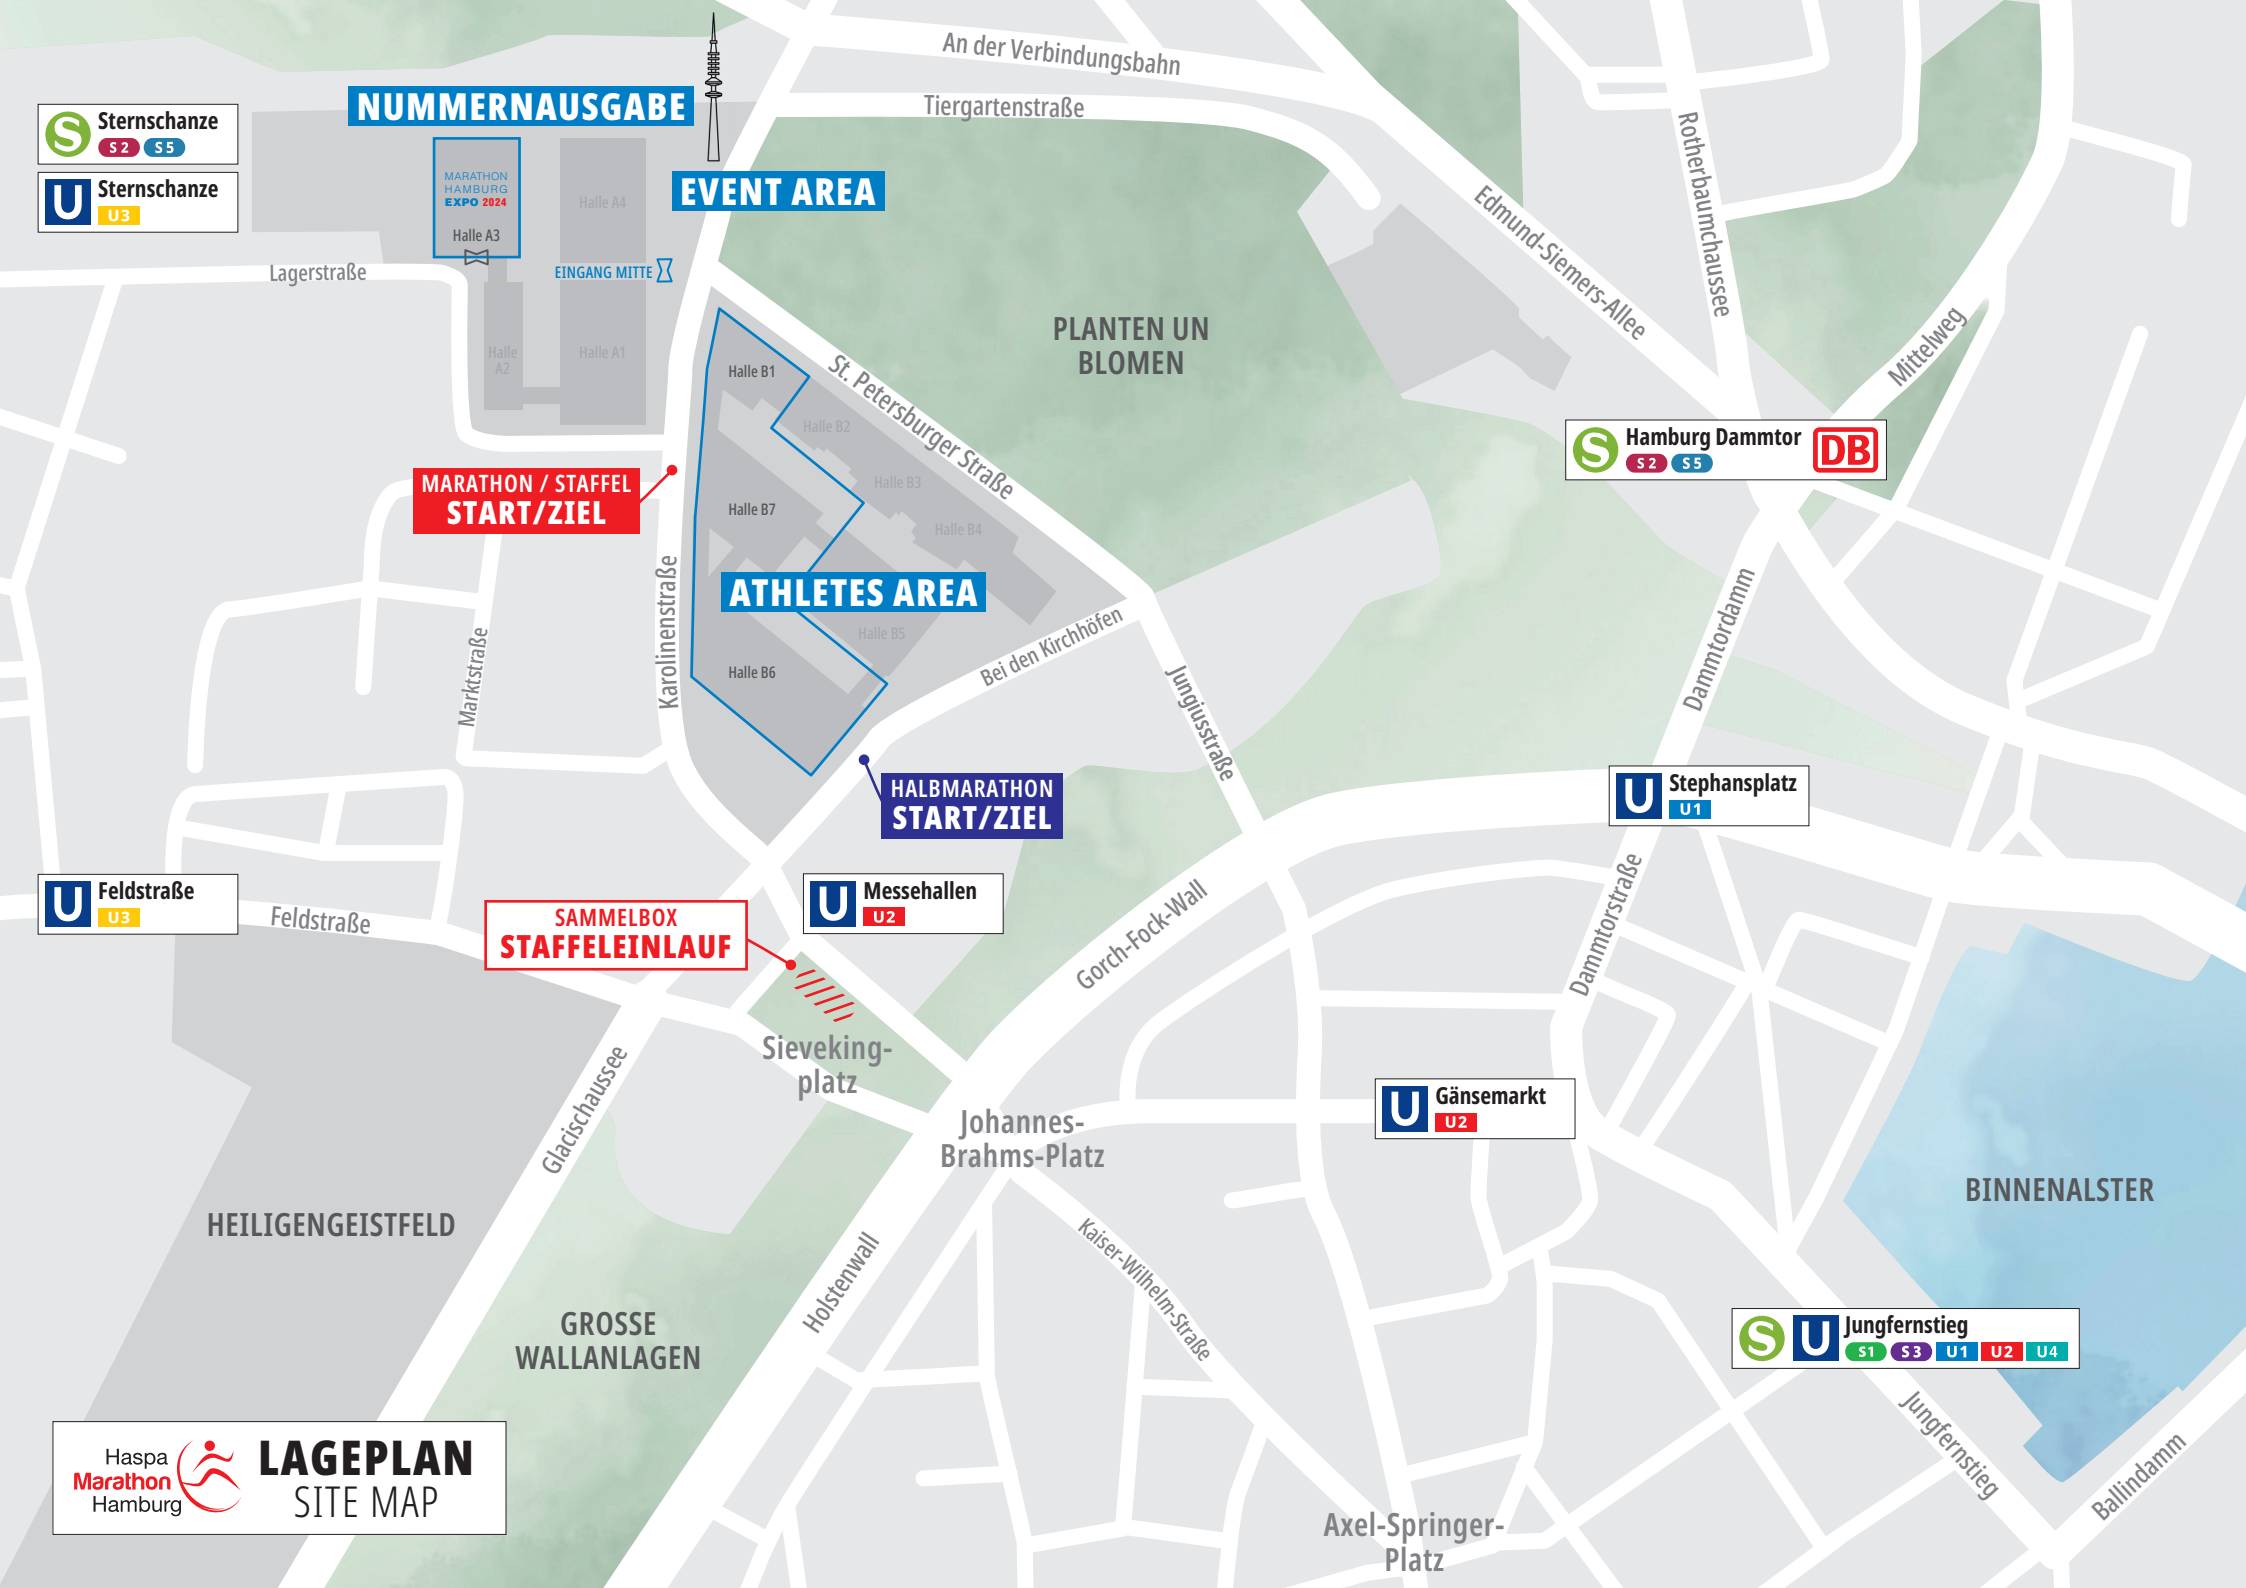 An der Verbindungsbahn
Tiergartenstraße
NUMMERNAUSGABE
S
Sternschanze
S 2
S 5
U
Sternschanze
U3
MARATHON
HAMBURG
EXPO 2024
Halle A3
Halle A4
EVENT AREA
EINGANG MITTE
Lagerstraße
Halle
A2
Halle A1
Rotherbaumchaussee
Edmund-Siemers-Allee
Mittelweg
PLANTEN UN
BLOMEN
St. Petersburger Straße
Halle B1
Halle B2
Halle B3
Halle B4
Halle B7
S
Hamburg Dammtor
S 2
S 5
DB
MARATHON / STAFFEL
START/ZIEL
ATHLETES AREA
Halle B5
Halle B6
Karolinenstraße
Marktstraße
Bei den Kirchhöfen
Jungiusstraße
Dammtordamm
HALBMARATHON
START/ZIEL
U
Stephansplatz
U1
U
Feldstraße
U3
Feldstraße
SAMMELBOX
STAFFELEINLAUF
U
Messehallen
U2
Gorch-Fock-Wall
Dammtorstraße
Sieveking-
platz
Glacischaussee
Johannes-
Brahms-Platz
U
Gänsemarkt
U2
BINNENALSTER
HEILIGENGEISTFELD
GROSSE
WALLANLAGEN
Holstenwall
Kaiser-Wilhelm-Straße
S
U
Jungfernstieg
S1
S3
U1
U2
U4
Jungfernstieg
Ballindamm
Axel-Springer-
Platz
Haspa
Marathon
Hamburg
LAGEPLAN
SITE MAP